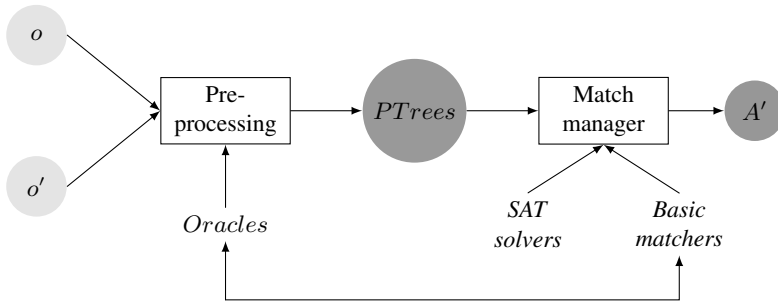 o
Pre-
processing
PTrees
Match
manager
A′
o′
Oracles
SAT
solvers
Basic
matchers